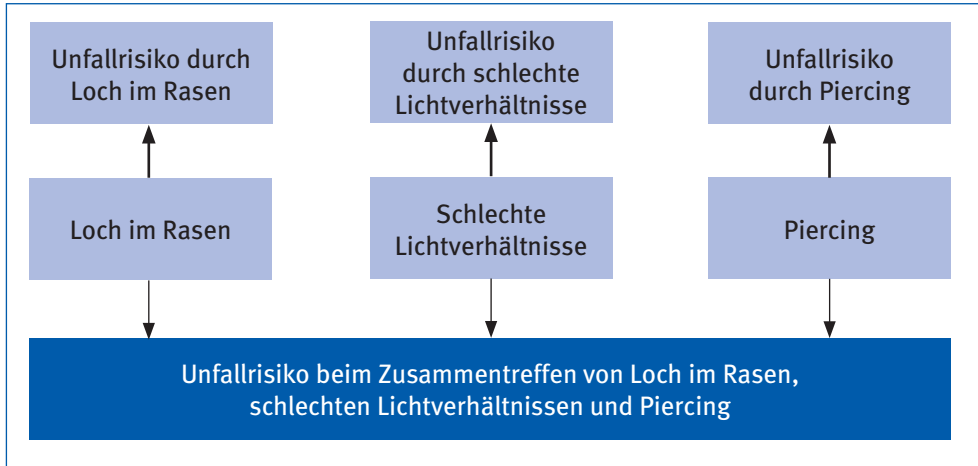 Unfallrisiko durch
Loch im Rasen
Unfallrisiko
durch schlechte
Lichtverhältnisse
Unfallrisiko
durch Piercing
Loch im Rasen
Schlechte
Lichtverhältnisse
Piercing
Unfallrisiko beim Zusammentreffen von Loch im Rasen,
schlechten Lichtverhältnissen und Piercing